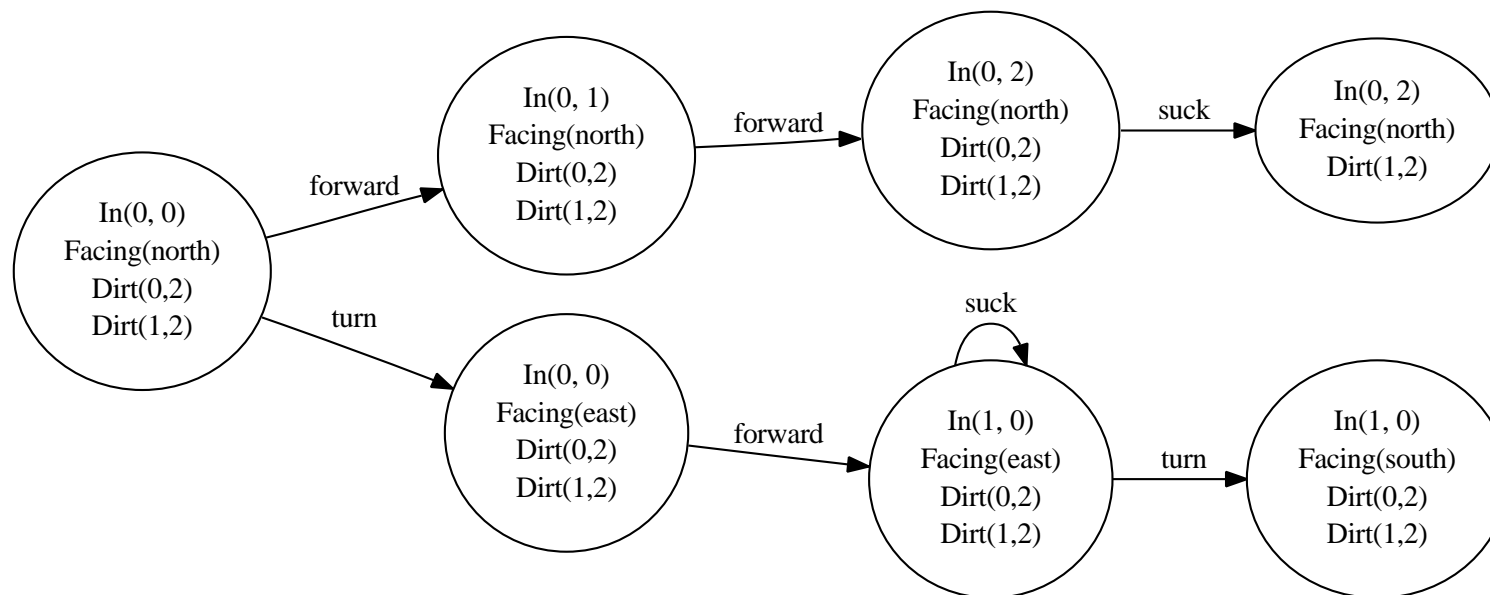 In(0, 0)
Facing(north)
Dirt(0,2)
Dirt(1,2)
forward
In(0, 1)
Facing(north)
Dirt(0,2)
Dirt(1,2)
forward
In(0, 2)
Facing(north)
Dirt(0,2)
Dirt(1,2)
suck
In(0, 2)
Facing(north)
Dirt(1,2)
turn
In(0, 0)
Facing(east)
Dirt(0,2)
Dirt(1,2)
forward
suck
In(1, 0)
Facing(east)
Dirt(0,2)
Dirt(1,2)
turn
In(1, 0)
Facing(south)
Dirt(0,2)
Dirt(1,2)